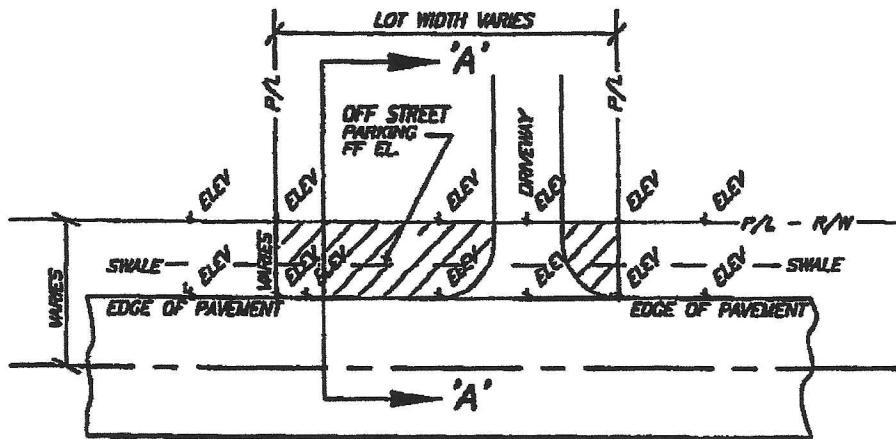 LOT WIDTH VARIES
'A'
P/L
P/L
OFF STREET
PARKING
FF EL.
DRIVEWAY
ELEV
ELEV
ELEV
ELEV
ELEV
ELEV
P/L - R/W
VARIES
VARIES
SWALE
ELEV
ELEV
ELEV
ELEV
ELEV
ELEV
ELEV
SWALE
EDGE OF PAVEMENT
EDGE OF PAVEMENT
'A'